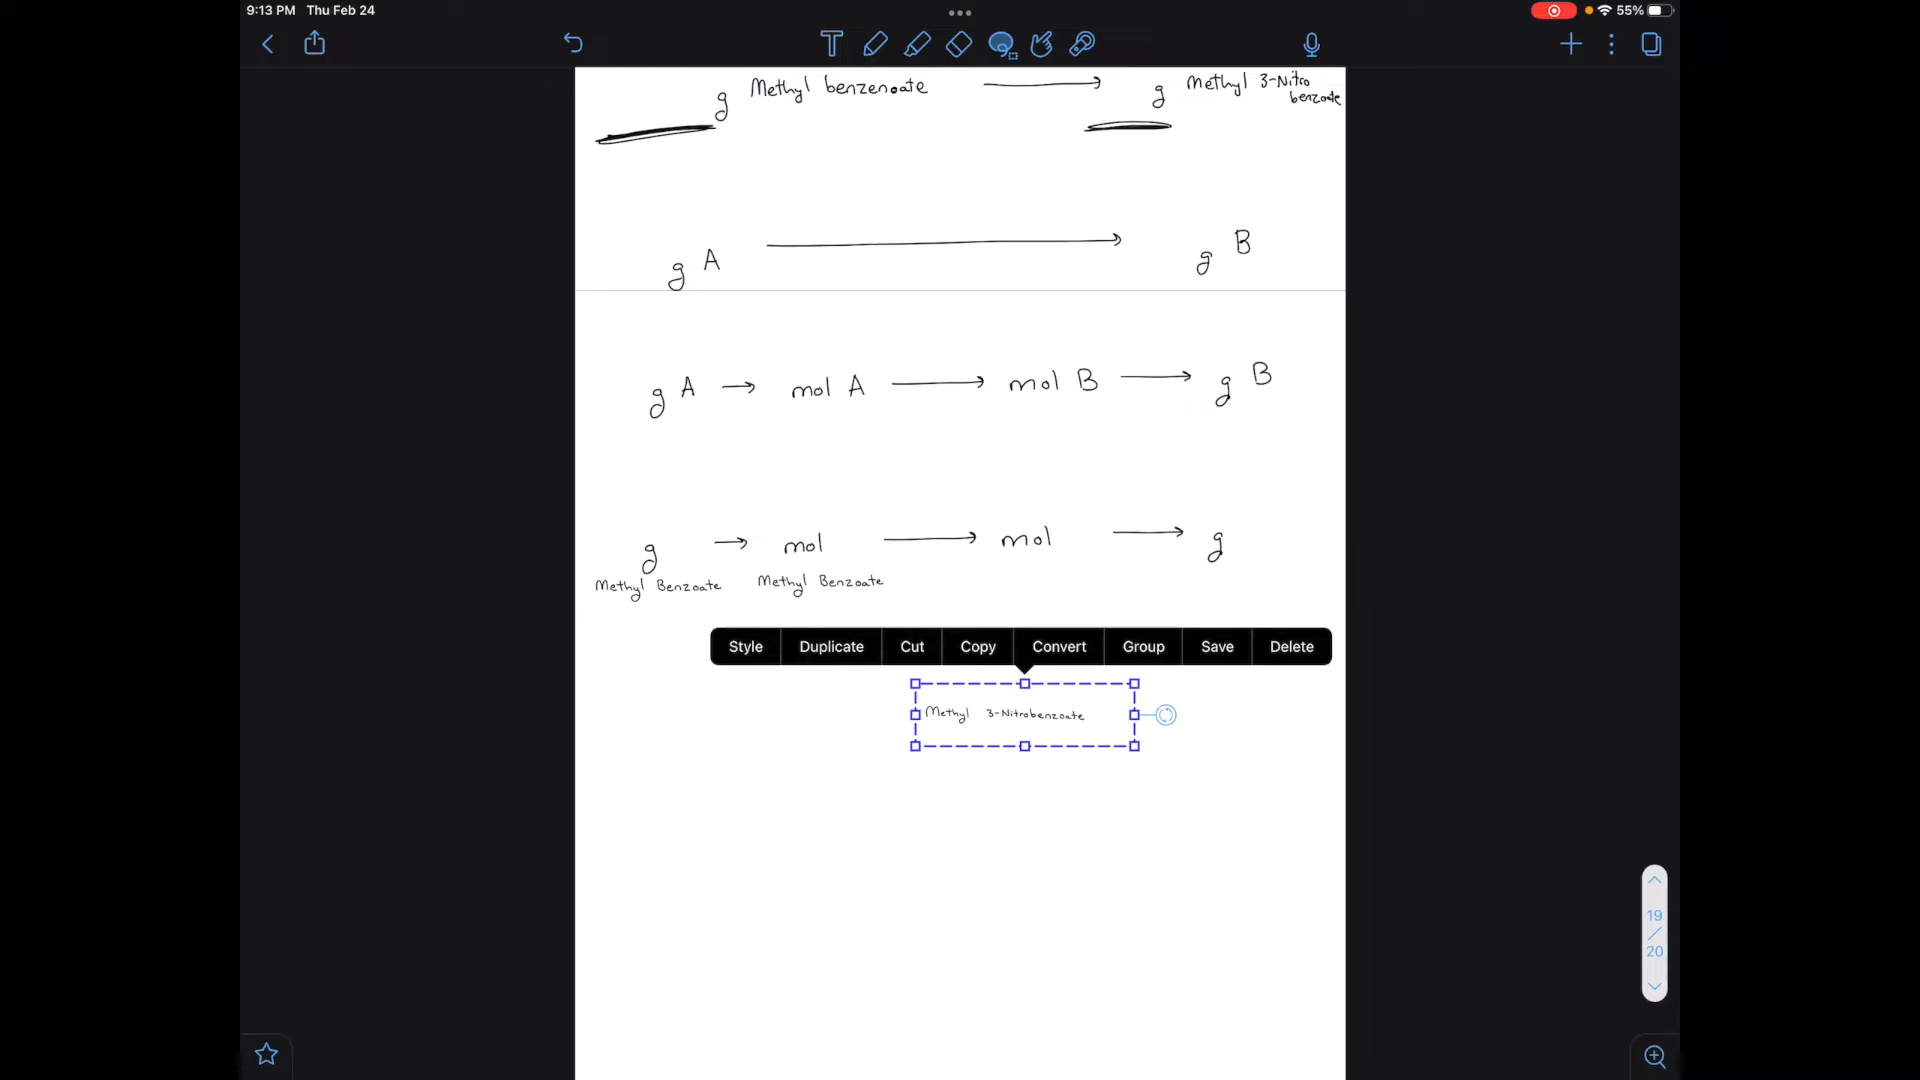 9:13 PM Thu Feb 24
55%
g Methyl benzenoate → g Methyl 3-Nitro
benzoate
g A → g B
g A → mol A → mol B → g B
g → mol → mol → g
Methyl Benzoate Methyl Benzoate
Style Duplicate Cut Copy Convert Group Save Delete
Methyl 3-Nitrobenzoate
19
/
20